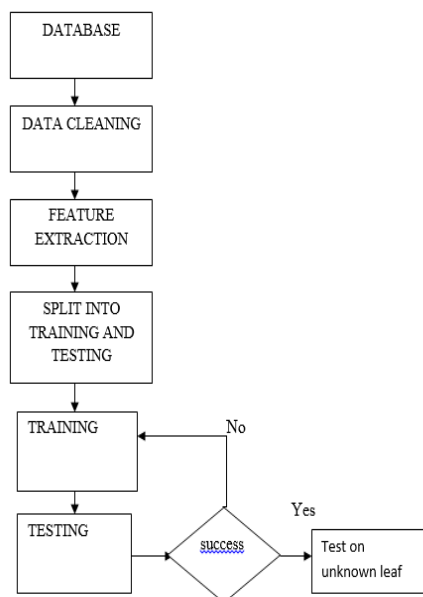 DATABASE
DATA CLEANING
FEATURE
EXTRACTION
SPLIT INTO
TRAINING AND
TESTING
TRAINING
No
TESTING
success
Yes
Test on
unknown leaf